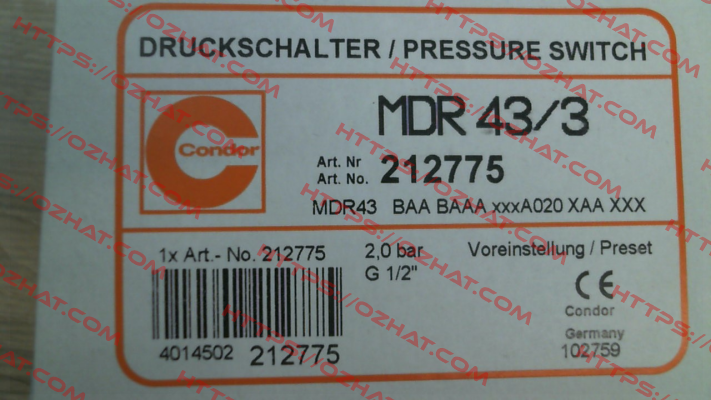 DRUCKSCHALTER / PRESSURE SWITCH
Condor
MDR 43/3
Art. Nr
Art. No. 212775
MDR43 BAA BAAA xxxA020 XAA XXX
1x Art.- No. 212775
2,0 bar
G 1/2"
Voreinstellung / Preset
CE
Condor
Germany
102759
4014502 212775
HTTPS://OZHAT.COM